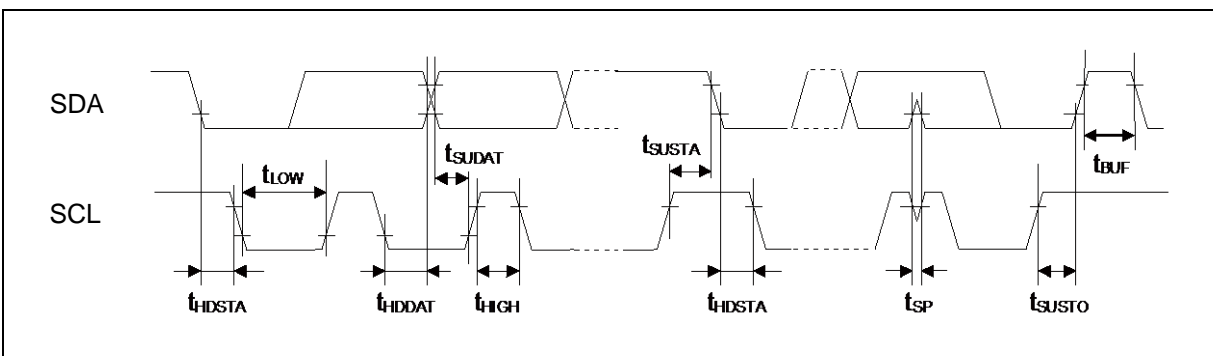 SDA
tSUDAT
tSUSTA
tBUF
tLOW
SCL
tHDSTA
tHDDAT
tHIGH
tHDSTA
tSP
tSUSTO